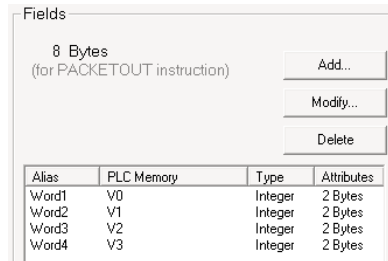 Fields
8 Bytes
(for PACKETOUT instruction)
Add...
Modify...
Delete
Alias PLC Memory Type Attributes
Word1 V0 Integer 2 Bytes
Word2 V1 Integer 2 Bytes
Word3 V2 Integer 2 Bytes
Word4 V3 Integer 2 Bytes